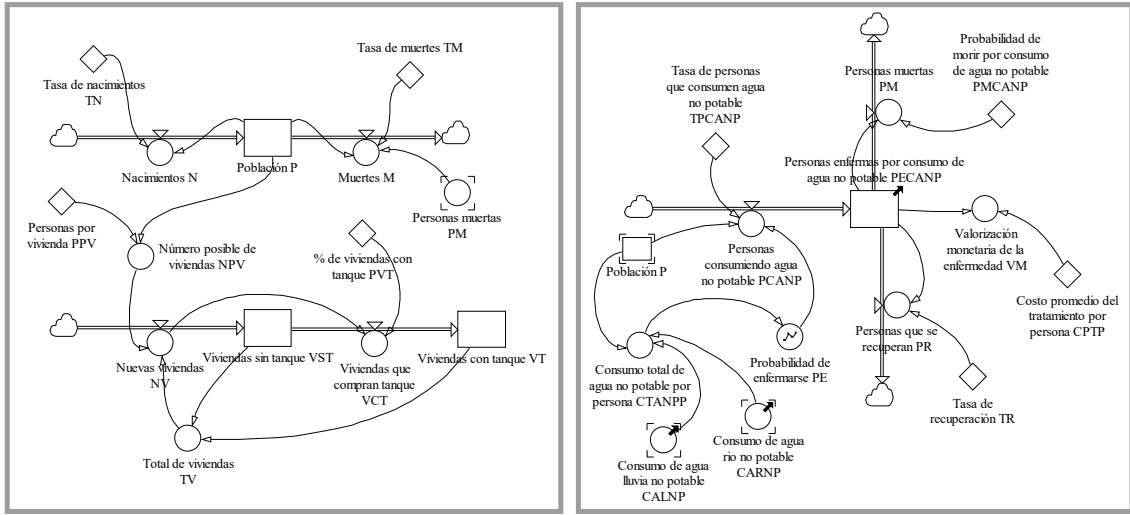 Tasa de muertes TM
Tasa de nacimientos
TN
Nacimientos N
Población P
Muertes M
Personas muertas
PM
Personas por
vivienda PPV
Número posible de
viviendas NPV
% de viviendas con
tanque PVT
Nuevas viviendas
NV
Viviendas sin tanque VST
Viviendas que
compran tanque
VCT
Viviendas con tanque VT
Total de viviendas
TV
Probabilidad de
morir por consumo
de agua no potable
PMCANP
Personas muertas
PM
Tasa de personas
que consumen agua
no potable
TPCANP
Personas enfermas por consumo de
agua no potable PECANP
Población P
Personas
consumiendo agua
no potable PCANP
Valorización
monetaria de la
enfermedad VM
Costo promedio del
tratamiento por
persona CPTP
Personas que se
recuperan PR
Probabilidad de
enfermarse PE
Consumo total de
agua no potable por
persona CTANPP
Tasa de
recuperación TR
Consumo de agua
rio no potable
CARNP
Consumo de agua
lluvia no potable
CALNP